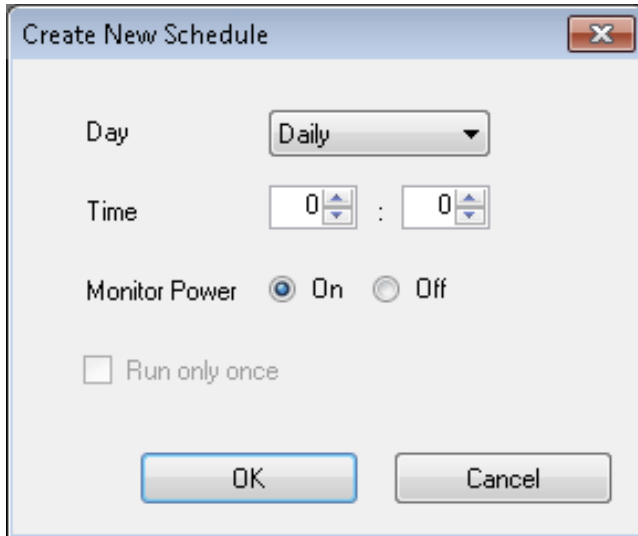 Create New Schedule
Day Daily
Time 0 : 0
Monitor Power On Off
Run only once
OK Cancel